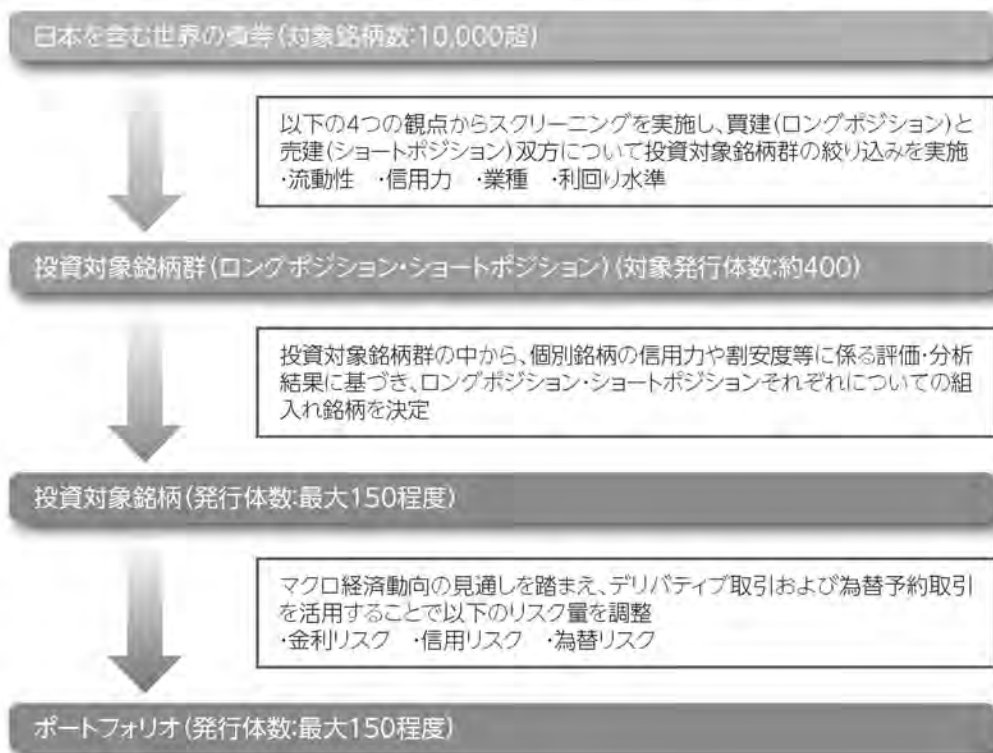 日本を含む世界の債券(対象銘柄数:10,000超)
以下の4つの観点からスクリーニングを実施し、買建(ロングポジション)と
売建(ショートポジション)双方について投資対象銘柄群の絞り込みを実施
・流動性 ・信用力 ・業種 ・利回り水準
投資対象銘柄群(ロングポジション・ショートポジション)(対象発行体数:約400)
投資対象銘柄群の中から、個別銘柄の信用力や割安度等に係る評価・分析
結果に基づき、ロングポジション・ショートポジションそれぞれについての組
入れ銘柄を決定
投資対象銘柄(発行体数:最大150程度)
マクロ経済動向の見通しを踏まえ、デリバティブ取引および為替予約取引
を活用することで以下のリスク量を調整
・金利リスク ・信用リスク ・為替リスク
ポートフォリオ(発行体数:最大150程度)